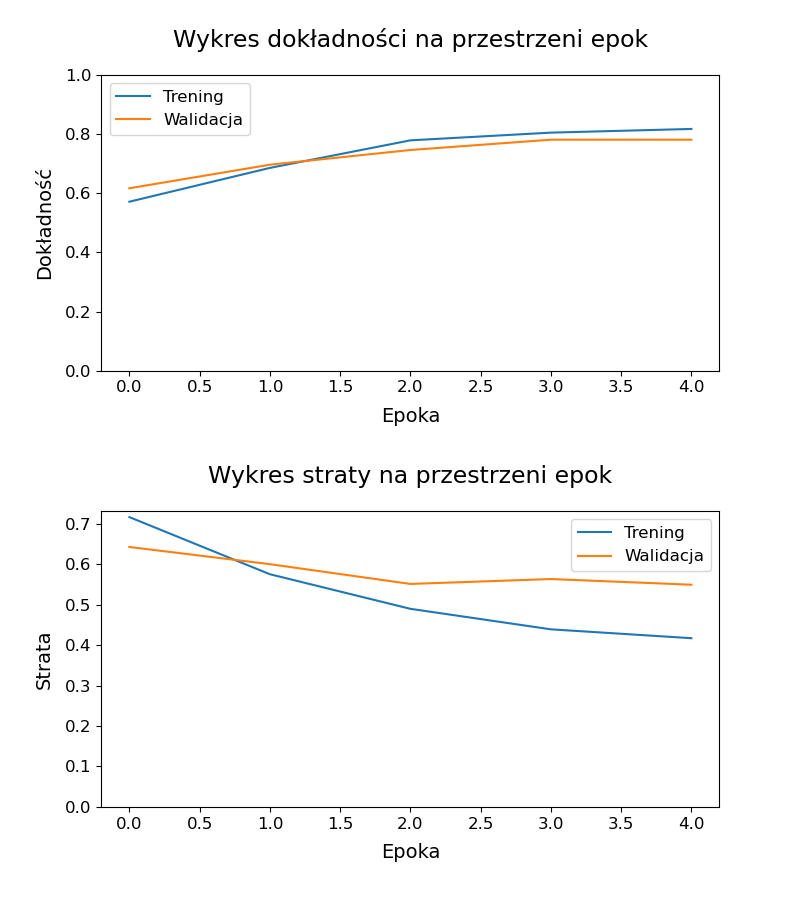 Wykres dokładności na przestrzeni epok
1.0
0.8
0.6
0.4
0.2
0.0
Dokładność
Trening
Walidacja
0.0 0.5 1.0 1.5 2.0 2.5 3.0 3.5 4.0
Epoka
Wykres straty na przestrzeni epok
0.7
0.6
0.5
0.4
0.3
0.2
0.1
0.0
Strata
Trening
Walidacja
0.0 0.5 1.0 1.5 2.0 2.5 3.0 3.5 4.0
Epoka